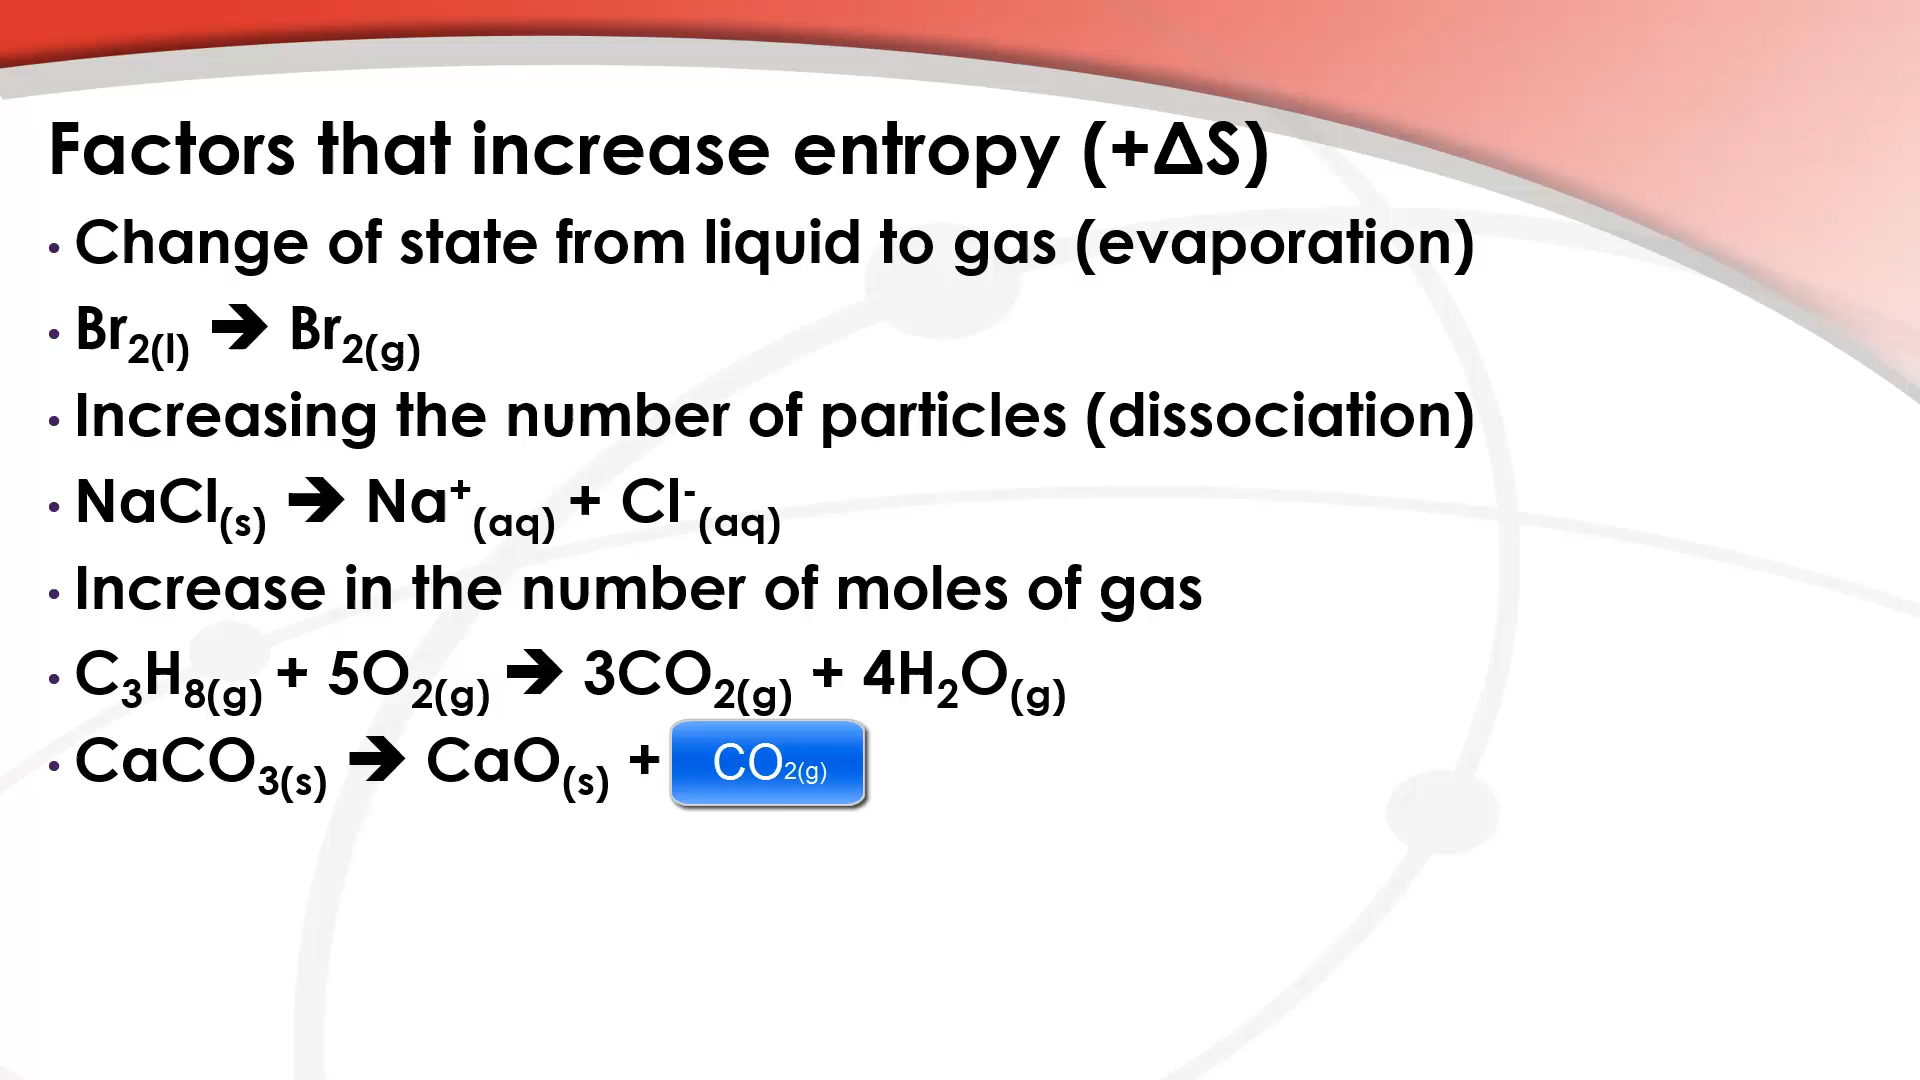 Factors that increase entropy (+ΔS)
• Change of state from liquid to gas (evaporation)
• Br₂₍ₗ₎ ➔ Br₂(g)
• Increasing the number of particles (dissociation)
• NaCl(s) ➔ Na⁺(aq) + Cl⁻(aq)
• Increase in the number of moles of gas
• C₃H₈(g) + 5O₂(g) ➔ 3CO₂(g) + 4H₂O(g)
• CaCO₃(s) ➔ CaO(s) + CO₂(g)